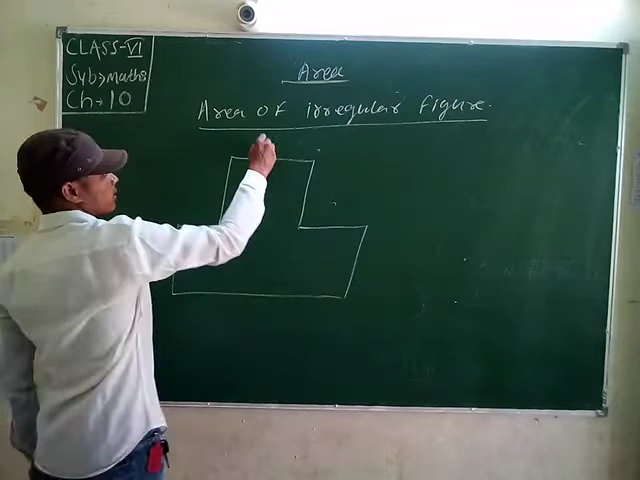 CLASS-VI
Sub→maths
Ch→10
Area
Area of irregular figure.